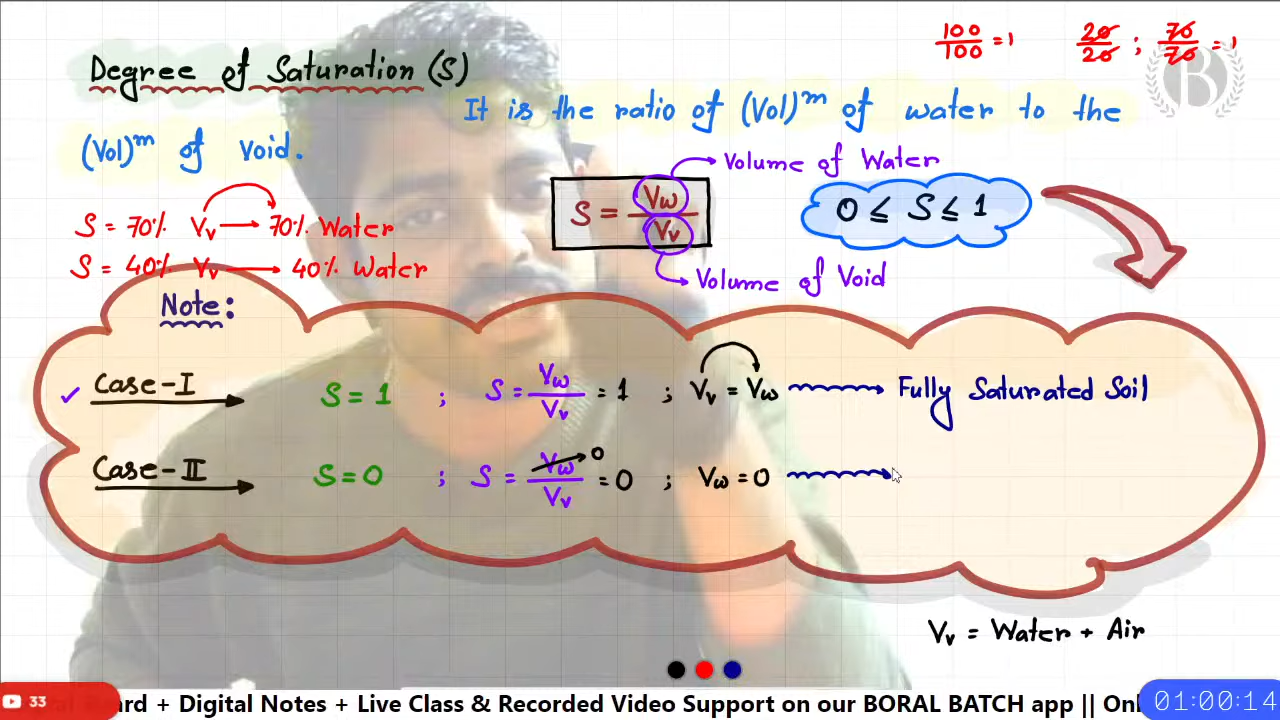 100/100 = 1    20/20 ; 70/70 = 1
Degree of Saturation (S)
It is the ratio of (Vol)ᵐ of water to the
(Vol)ᵐ of Void.
Volume of Water
S = Vw/Vv
0 ≤ S ≤ 1
Volume of Void
S = 70% Vv → 70% Water
S = 40% Vv → 40% Water
Note:
Case-I → S = 1 ; S = Vw/Vv = 1 ; Vv = Vw → Fully Saturated Soil
Case-II → S = 0 ; S = Vw/Vv = 0 ; Vw = 0 →
0
Vv = Water + Air
B
33
ard + Digital Notes + Live Class & Recorded Video Support on our BORAL BATCH app || Onl
01:00:14